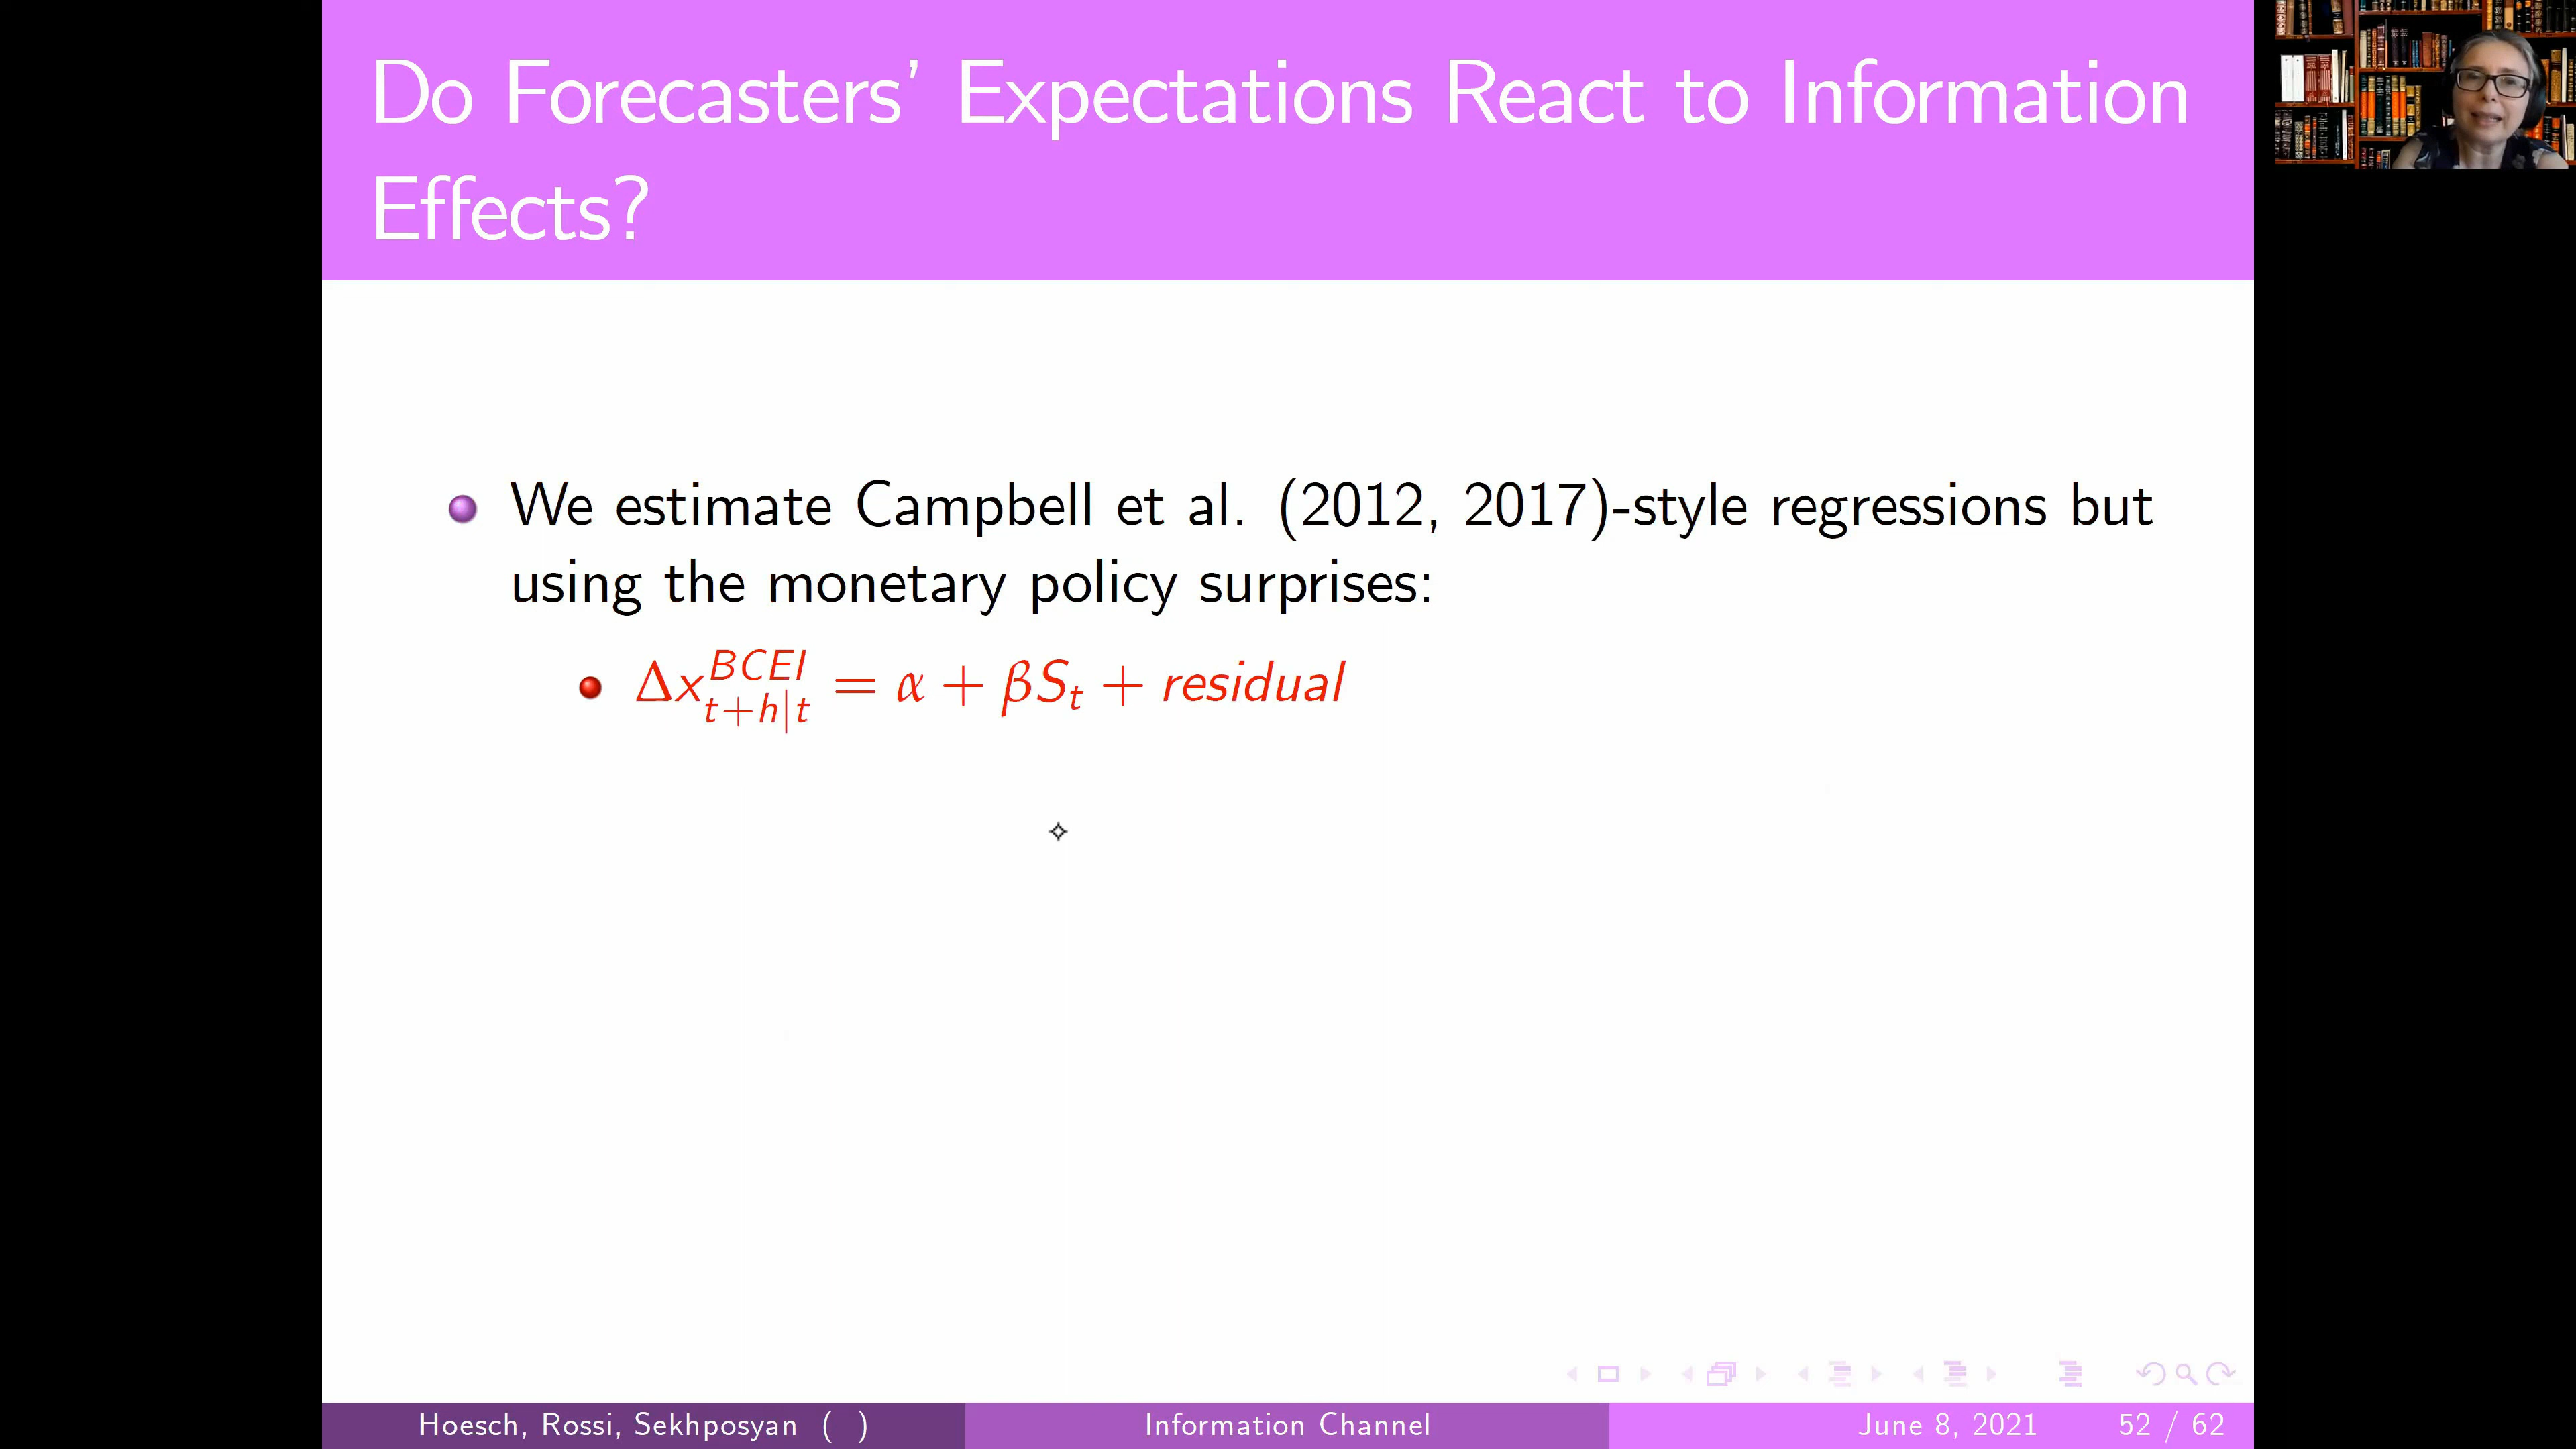 Do Forecasters' Expectations React to Information
Effects?
We estimate Campbell et al. (2012, 2017)-style regressions but
using the monetary policy surprises:
Δx^{BCEI}_{t+h|t} = α + βS_t + residual
Hoesch, Rossi, Sekhposyan ( ) Information Channel June 8, 2021 52 / 62